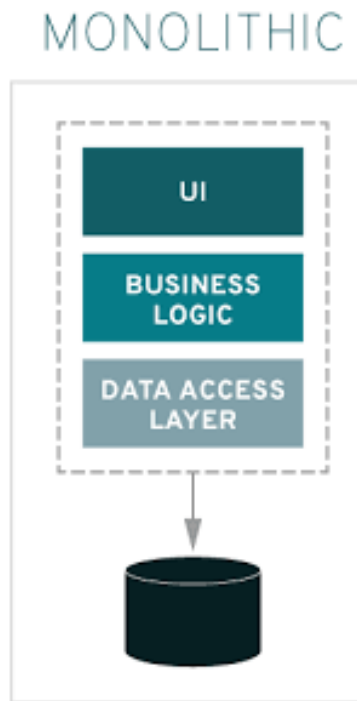 MONOLITHIC
UI
BUSINESS
LOGIC
DATA ACCESS
LAYER